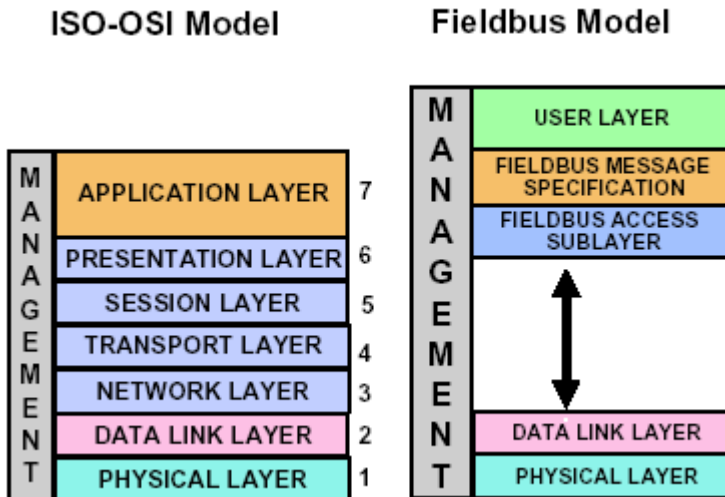 ISO-OSI Model
MANAGEMENT
APPLICATION LAYER 7
PRESENTATION LAYER 6
SESSION LAYER 5
TRANSPORT LAYER 4
NETWORK LAYER 3
DATA LINK LAYER 2
PHYSICAL LAYER 1
Fieldbus Model
MANAGEMENT
USER LAYER
FIELDBUS MESSAGE
SPECIFICATION
FIELDBUS ACCESS
SUBLAYER
DATA LINK LAYER
PHYSICAL LAYER